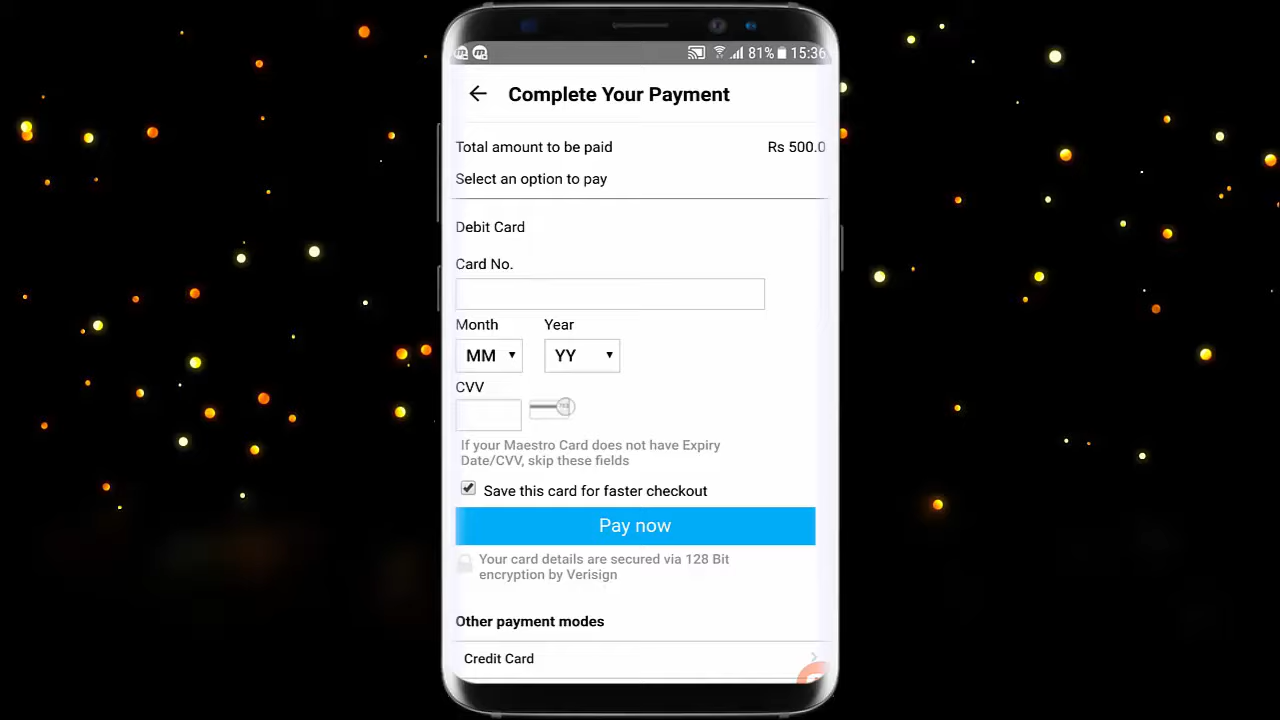 81% 15:36
Complete Your Payment
Total amount to be paid Rs 500.0
Select an option to pay
Debit Card
Card No.
Month Year
MM YY
CVV
If your Maestro Card does not have Expiry
Date/CVV, skip these fields
Save this card for faster checkout
Pay now
Your card details are secured via 128 Bit
encryption by Verisign
Other payment modes
Credit Card